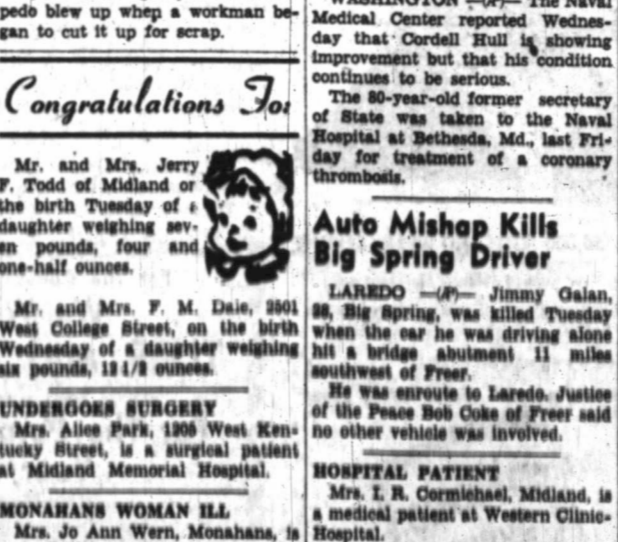 pedo blew up whep a workman be-
gan to cut it up for scrap.
Congratulations To:
Mr. and Mrs. Jerry
F. Todd of Midland on
the birth Tuesday of a
daughter weighing sev-
en pounds, four and
one-half ounces.
Mr. and Mrs. F. M. Daie, 2501
West College Street, on the birth
Wednesday of a daughter weighing
six pounds, 12 1/2 ounces.
UNDERGOES SURGERY
Mrs. Alice Park, 1205 West Ken-
tucky Street, is a surgical patient
at Midland Memorial Hospital.
MONAHANS WOMAN ILL
Mrs. Jo Ann Wern, Monahans, is
WASHINGTON —(AP)— The Naval
Medical Center reported Wednes-
day that Cordell Hull is showing
improvement but that his condition
continues to be serious.
The 80-year-old former secretary
of State was taken to the Naval
Hospital at Bethesda, Md., last Fri-
day for treatment of a coronary
thrombosis.
Auto Mishap Kills
Big Spring Driver
LAREDO —(AP)— Jimmy Galan,
28, Big Spring, was killed Tuesday
when the car he was driving alone
hit a bridge abutment 11 miles
southwest of Freer.
He was enroute to Laredo. Justice
of the Peace Bob Coke of Freer said
no other vehicle was involved.
HOSPITAL PATIENT
Mrs. I. R. Cormichael, Midland, is
a medical patient at Western Clinic-
Hospital.